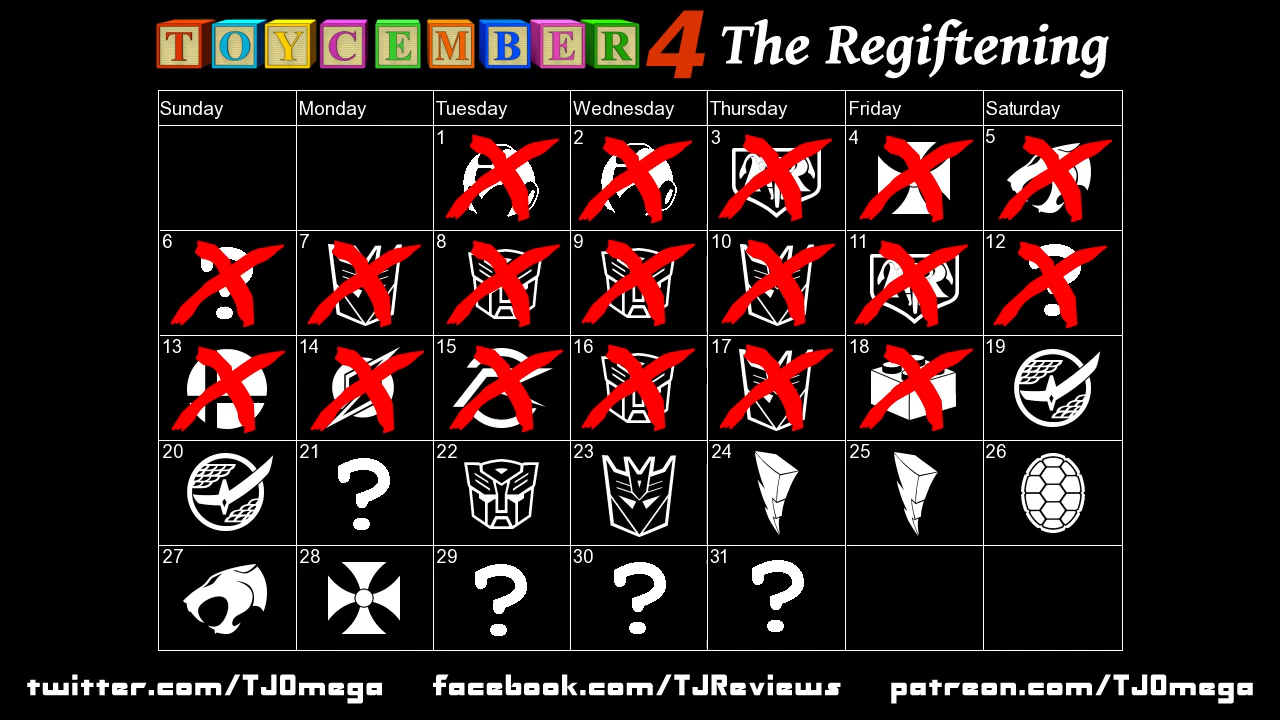 TOYCEMBER 4 The Regiftening
Sunday Monday Tuesday Wednesday Thursday Friday Saturday
1 2 3 4 5
6 7 8 9 10 11 12
13 14 15 16 17 18 19
20 21 22 23 24 25 26
27 28 29 30 31
twitter.com/TJOmega facebook.com/TJReviews patreon.com/TJOmega